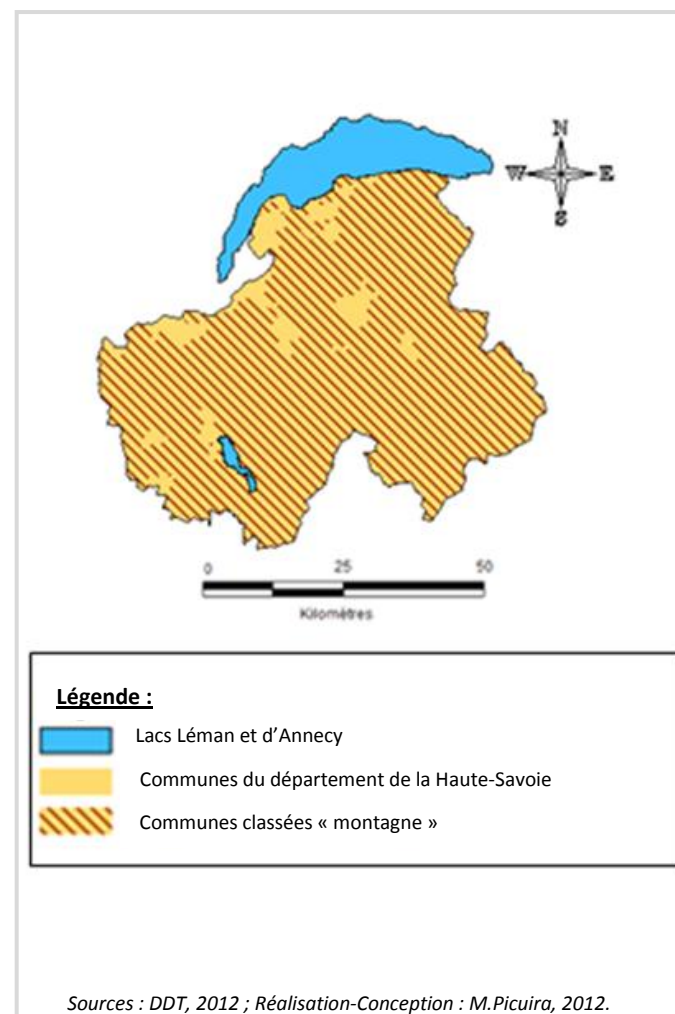 N
W E
S
0 25 50
Kilomètres
Légende :
Lacs Léman et d’Annecy
Communes du département de la Haute-Savoie
Communes classées « montagne »
Sources : DDT, 2012 ; Réalisation-Conception : M.Picuira, 2012.